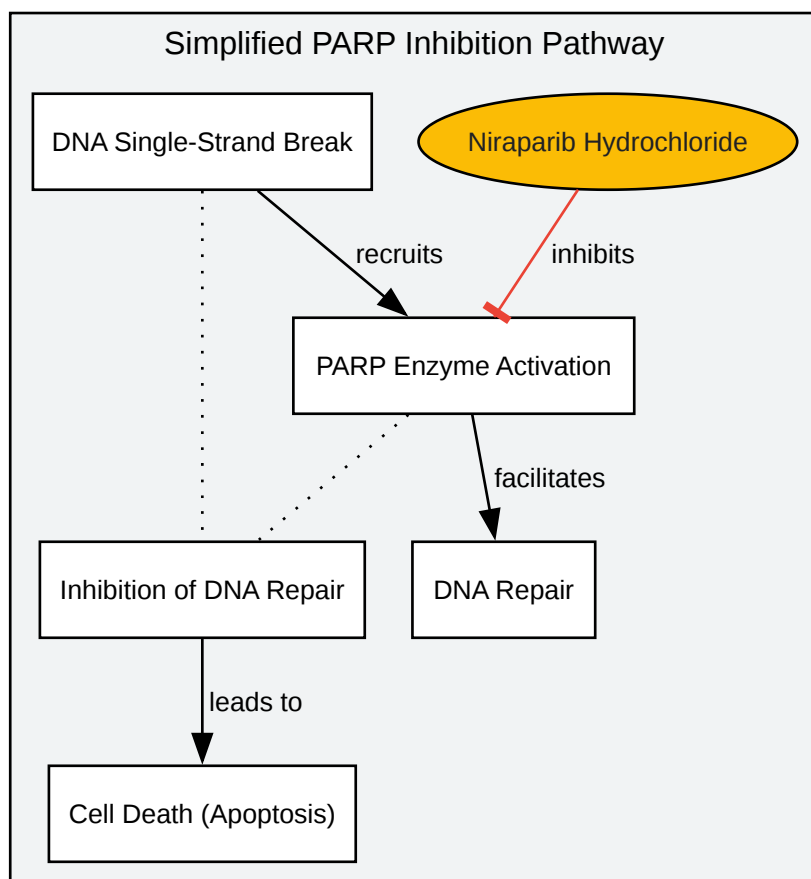 Simplified PARP Inhibition Pathway
DNA Single-Strand Break
Niraparib Hydrochloride
recruits
inhibits
PARP Enzyme Activation
facilitates
Inhibition of DNA Repair
DNA Repair
leads to
Cell Death (Apoptosis)